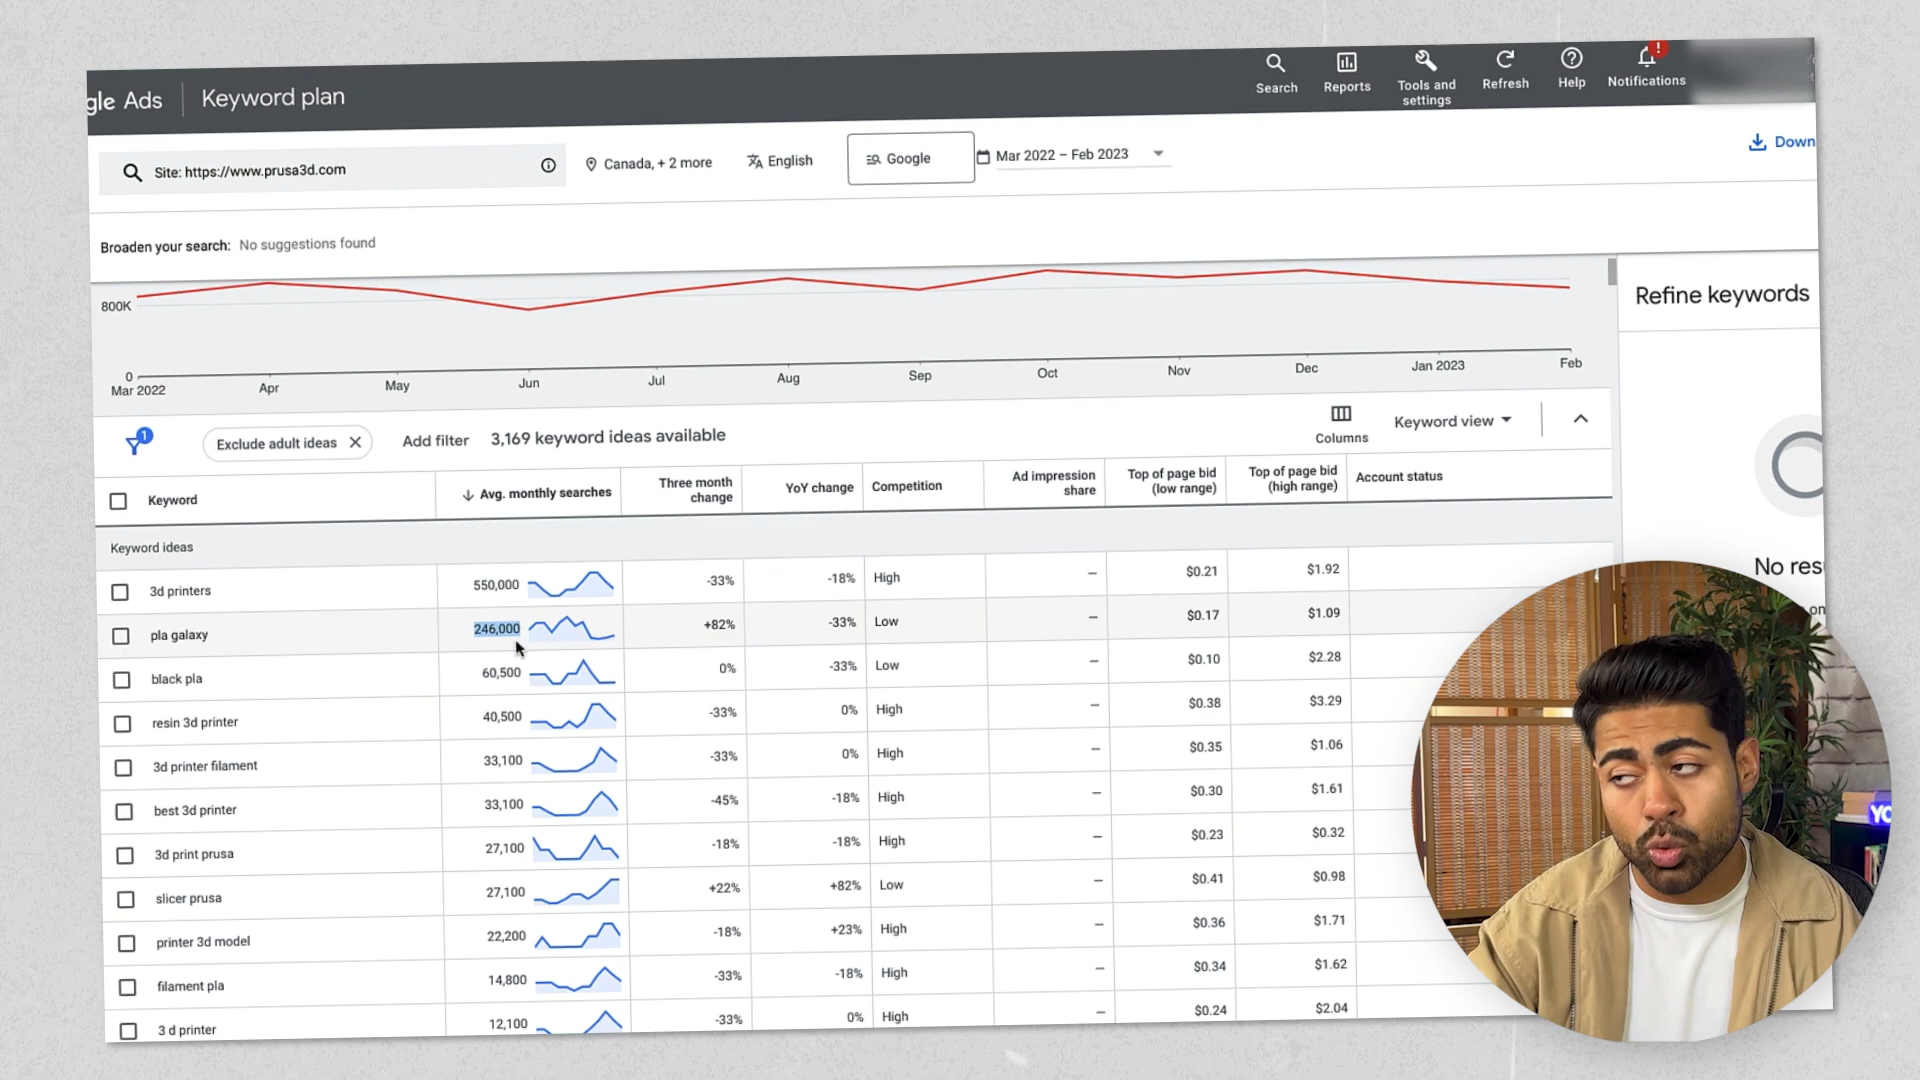 gle Ads
Keyword plan
Search
Reports
Tools and
settings
Refresh
Help
!
Notifications
Site: https://www.prusa3d.com
Canada, + 2 more
English
Google
Mar 2022 – Feb 2023
Down
Broaden your search: No suggestions found
800K
0
Mar 2022
Apr
May
Jun
Jul
Aug
Sep
Oct
Nov
Dec
Jan 2023
Feb
Refine keywords
1
Exclude adult ideas
Add filter
3,169 keyword ideas available
Columns
Keyword view
Keyword
Avg. monthly searches
Three month
change
YoY change
Competition
Ad impression
share
Top of page bid
(low range)
Top of page bid
(high range)
Account status
Keyword ideas
3d printers 550,000 -33% -18% High – $0.21 $1.92
pla galaxy 246,000 +82% -33% Low – $0.17 $1.09
black pla 60,500 0% -33% Low – $0.10 $2.28
resin 3d printer 40,500 -33% 0% High – $0.38 $3.29
3d printer filament 33,100 -33% 0% High – $0.35 $1.06
best 3d printer 33,100 -45% -18% High – $0.30 $1.61
3d print prusa 27,100 -18% -18% High – $0.23 $0.32
slicer prusa 27,100 +22% +82% Low – $0.41 $0.98
printer 3d model 22,200 -18% +23% High – $0.36 $1.71
filament pla 14,800 -33% -18% High – $0.34 $1.62
3 d printer 12,100 -33% 0% High – $0.24 $2.04
No res
on
YO